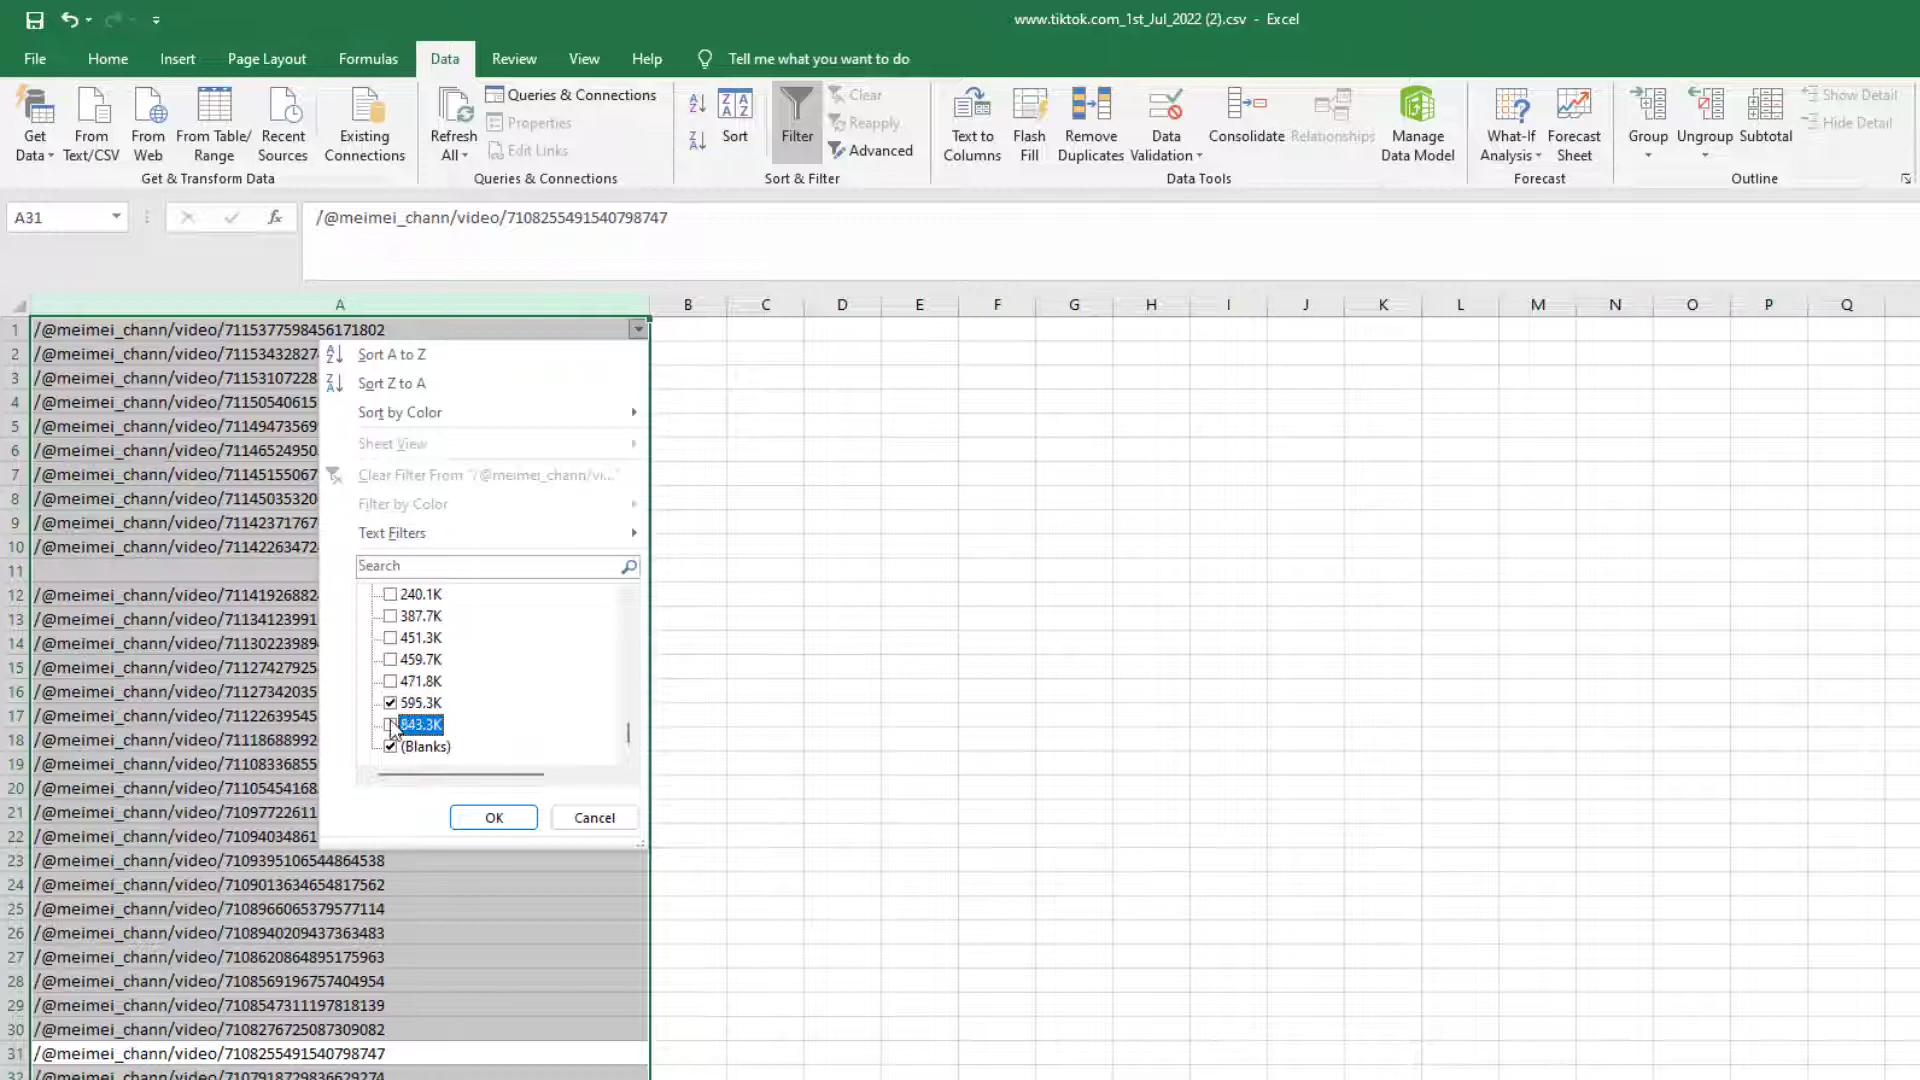 www.tiktok.com_1st_Jul_2022 (2).csv - Excel
File Home Insert Page Layout Formulas Data Review View Help Tell me what you want to do
Get Data
From Text/CSV
From Web
From Table/ Range
Recent Sources
Existing Connections
Get & Transform Data
Refresh All
Queries & Connections
Properties
Edit Links
Queries & Connections
Sort
Filter
Clear
Reapply
Advanced
Sort & Filter
Text to Columns
Flash Fill
Remove Duplicates
Data Validation
Consolidate
Relationships
Manage Data Model
Data Tools
What-If Analysis
Forecast Sheet
Forecast
Group
Ungroup
Subtotal
Show Detail
Hide Detail
Outline
A31 fx /@meimei_chann/video/7108255491540798747
A B C D E F G H I J K L M N O P Q
1 /@meimei_chann/video/7115377598456171802
2 /@meimei_chann/video/711534328274
3 /@meimei_chann/video/71153107228
4 /@meimei_chann/video/71150540615
5 /@meimei_chann/video/71149473569
6 /@meimei_chann/video/71146524950
7 /@meimei_chann/video/71145155067
8 /@meimei_chann/video/71145035320
9 /@meimei_chann/video/71142371767
10 /@meimei_chann/video/71142263472
11
12 /@meimei_chann/video/71141926882
13 /@meimei_chann/video/71134123991
14 /@meimei_chann/video/71130223989
15 /@meimei_chann/video/71127427925
16 /@meimei_chann/video/71127342035
17 /@meimei_chann/video/71122639545
18 /@meimei_chann/video/71118688992
19 /@meimei_chann/video/71108336855
20 /@meimei_chann/video/71105454168
21 /@meimei_chann/video/71097722611
22 /@meimei_chann/video/71094034861
23 /@meimei_chann/video/7109395106544864538
24 /@meimei_chann/video/7109013634654817562
25 /@meimei_chann/video/7108966065379577114
26 /@meimei_chann/video/7108940209437363483
27 /@meimei_chann/video/7108620864895175963
28 /@meimei_chann/video/7108569196757404954
29 /@meimei_chann/video/7108547311197818139
30 /@meimei_chann/video/7108276725087309082
31 /@meimei_chann/video/7108255491540798747
32 /@meimei_chann/video/7107918729836629274
Sort A to Z
Sort Z to A
Sort by Color
Sheet View
Clear Filter From "/@meimei_chann/vi..."
Filter by Color
Text Filters
Search
240.1K
387.7K
451.3K
459.7K
471.8K
595.3K
843.3K
(Blanks)
OK Cancel